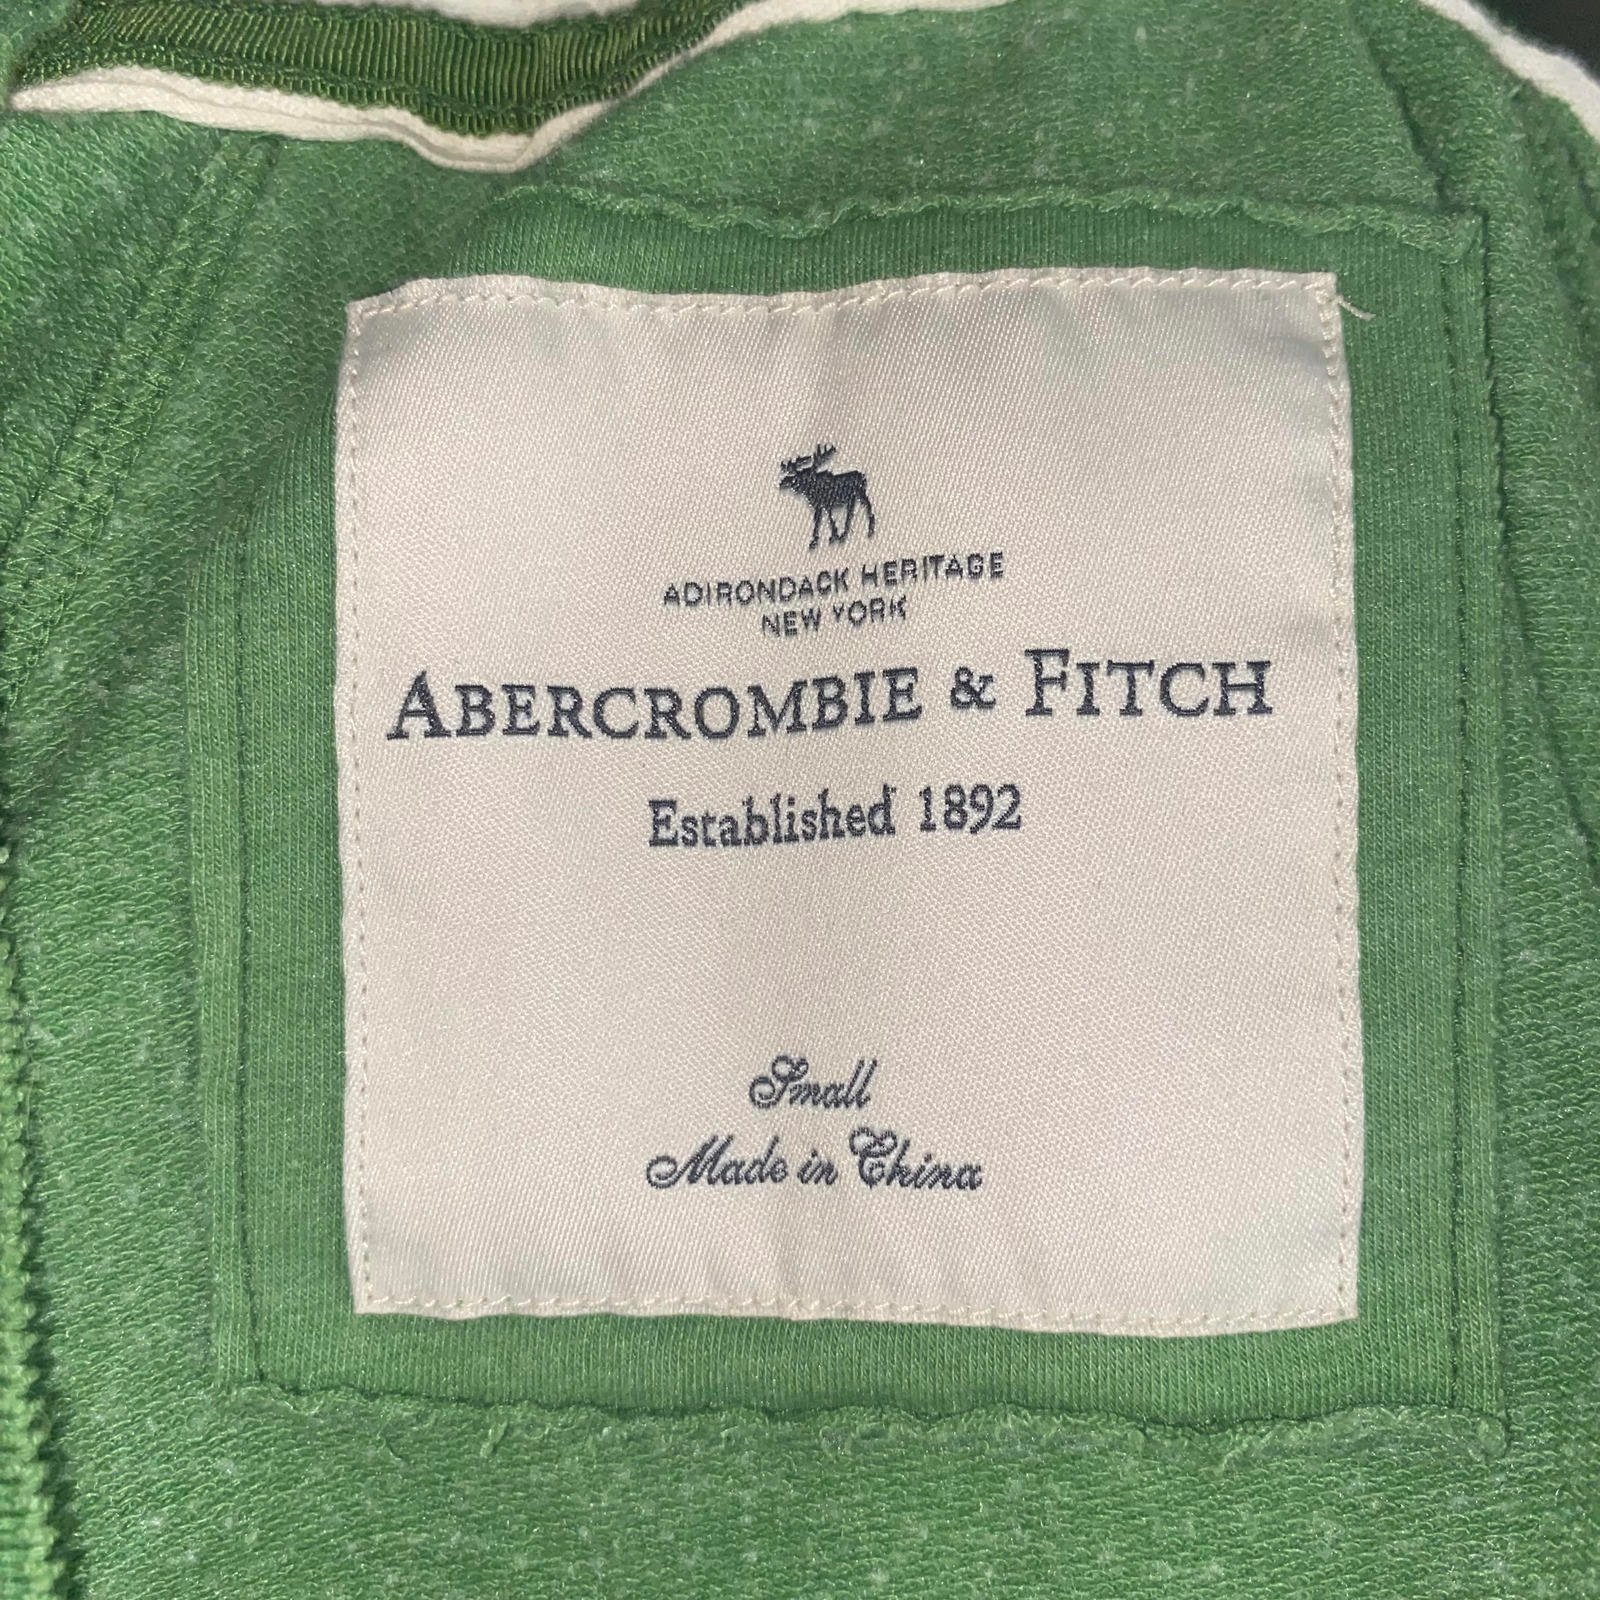 ADIRONDACK HERITAGE
NEW YORK
ABERCROMBIE & FITCH
Established 1892
Small
Made in China